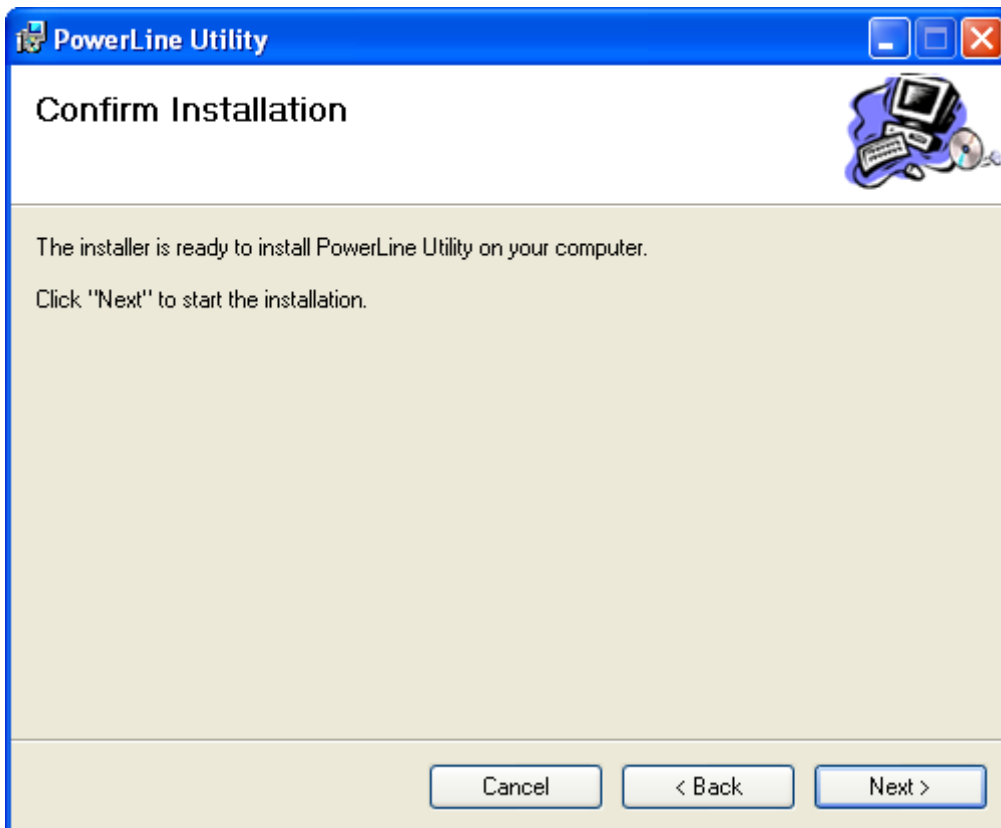 PowerLine Utility
Confirm Installation
The installer is ready to install PowerLine Utility on your computer.
Click "Next" to start the installation.
Cancel
< Back
Next >